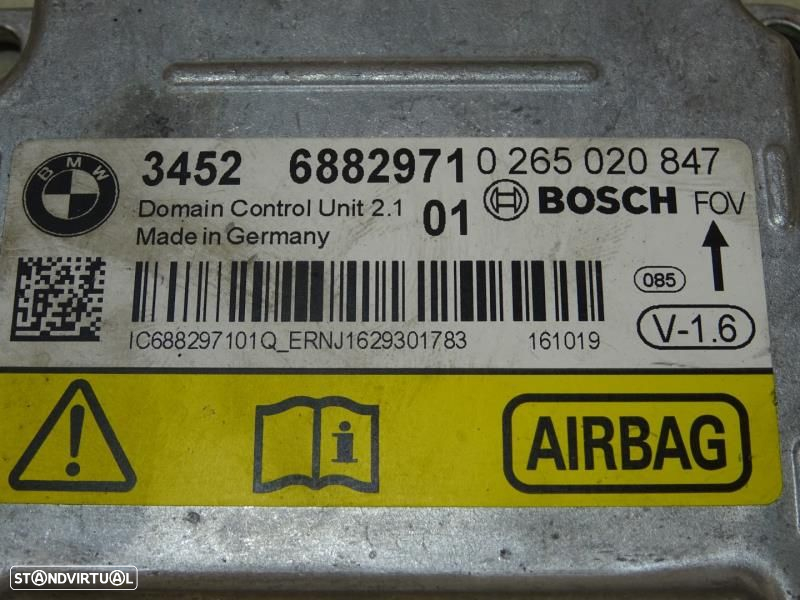 BMW
3452 6882971 0 265 020 847
Domain Control Unit 2.1 01 BOSCH FOV
Made in Germany
085
IC688297101Q_ERNJ1629301783 161019
V-1.6
i
AIRBAG
STANDVIRTUAL